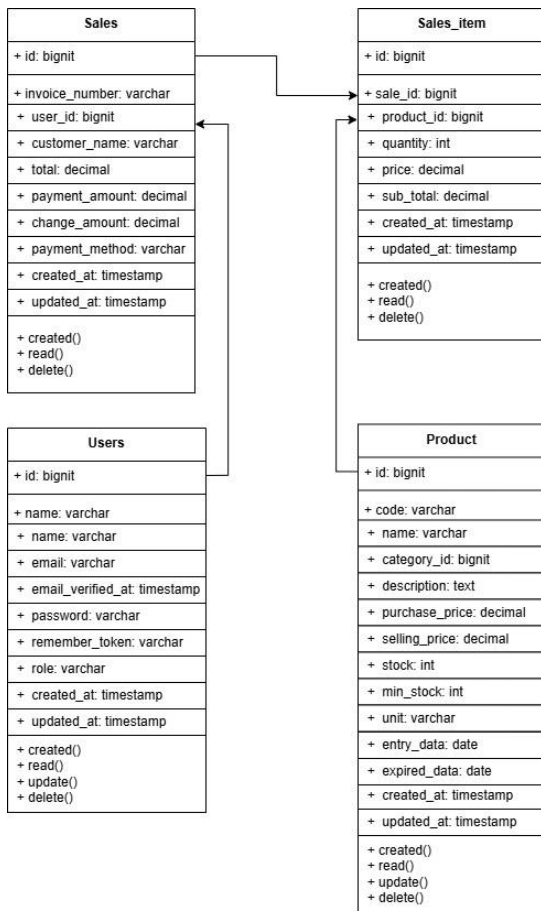 Sales
+ id: bignit
+ invoice_number: varchar
+ user_id: bignit
+ customer_name: varchar
+ total: decimal
+ payment_amount: decimal
+ change_amount: decimal
+ payment_method: varchar
+ created_at: timestamp
+ updated_at: timestamp
+ created()
+ read()
+ delete()
Sales_item
+ id: bignit
+ sale_id: bignit
+ product_id: bignit
+ quantity: int
+ price: decimal
+ sub_total: decimal
+ created_at: timestamp
+ updated_at: timestamp
+ created()
+ read()
+ delete()
Users
+ id: bignit
+ name: varchar
+ name: varchar
+ email: varchar
+ email_verified_at: timestamp
+ password: varchar
+ remember_token: varchar
+ role: varchar
+ created_at: timestamp
+ updated_at: timestamp
+ created()
+ read()
+ update()
+ delete()
Product
+ id: bignit
+ code: varchar
+ name: varchar
+ category_id: bignit
+ description: text
+ purchase_price: decimal
+ selling_price: decimal
+ stock: int
+ min_stock: int
+ unit: varchar
+ entry_data: date
+ expired_data: date
+ created_at: timestamp
+ updated_at: timestamp
+ created()
+ read()
+ update()
+ delete()